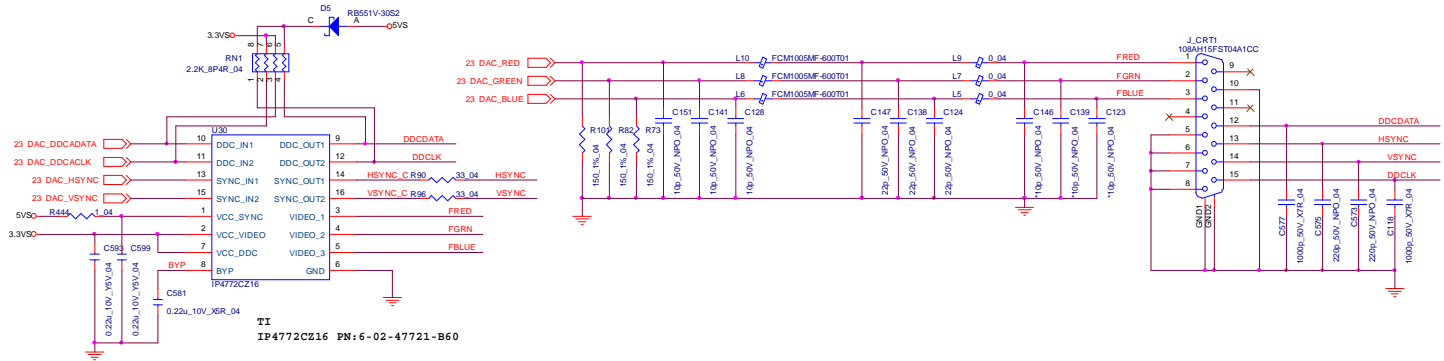 D5
RB551V-30S2
C
A
5VS
3.3VS
8
7
6
5
RN1
2.2K_8P4R_04
1
2
3
4
U30
23 DAC_DDCADATA
10
DDC_IN1
DDC_OUT1
9
DDCDATA
23 DAC_DDCACLK
11
DDC_IN2
DDC_OUT2
12
DDCLK
23 DAC_HSYNC
13
SYNC_IN1
SYNC_OUT1
14
HSYNC_C
R90
33_04
HSYNC
23 DAC_VSYNC
15
SYNC_IN2
SYNC_OUT2
16
VSYNC_C
R96
33_04
VSYNC
5VS
R444
1_04
1
VCC_SYNC
VIDEO_1
3
FRED
3.3VS
2
VCC_VIDEO
VIDEO_2
4
FGRN
7
VCC_DDC
VIDEO_3
5
FBLUE
BYP
8
BYP
GND
6
IP4772CZ16
C593
0.22u_10V_Y5V_04
C599
0.22u_10V_Y5V_04
C581
0.22u_10V_X5R_04
TI
IP4772CZ16 PN:6-02-47721-B60
23 DAC_RED
L10
FCM1005MF-600T01
L9
0_04
FRED
23 DAC_GREEN
L8
FCM1005MF-600T01
L7
0_04
FGRN
23 DAC_BLUE
L6
FCM1005MF-600T01
L5
0_04
FBLUE
R101
150_1%_04
R82
150_1%_04
R73
150_1%_04
C151
10p_50V_NPO_04
C141
10p_50V_NPO_04
C128
10p_50V_NPO_04
C147
22p_50V_NPO_04
C138
22p_50V_NPO_04
C124
22p_50V_NPO_04
C146
*10p_50V_NPO_04
C139
*10p_50V_NPO_04
C123
*10p_50V_NPO_04
J_CRT1
108AH15FST04A1CC
1
2
3
4
5
6
7
8
9
10
11
12
13
14
15
GND1
GND2
DDCDATA
HSYNC
VSYNC
DDCLK
C577
1000p_50V_X7R_04
C575
220p_50V_NPO_04
C573
220p_50V_NPO_04
C118
1000p_50V_X7R_04